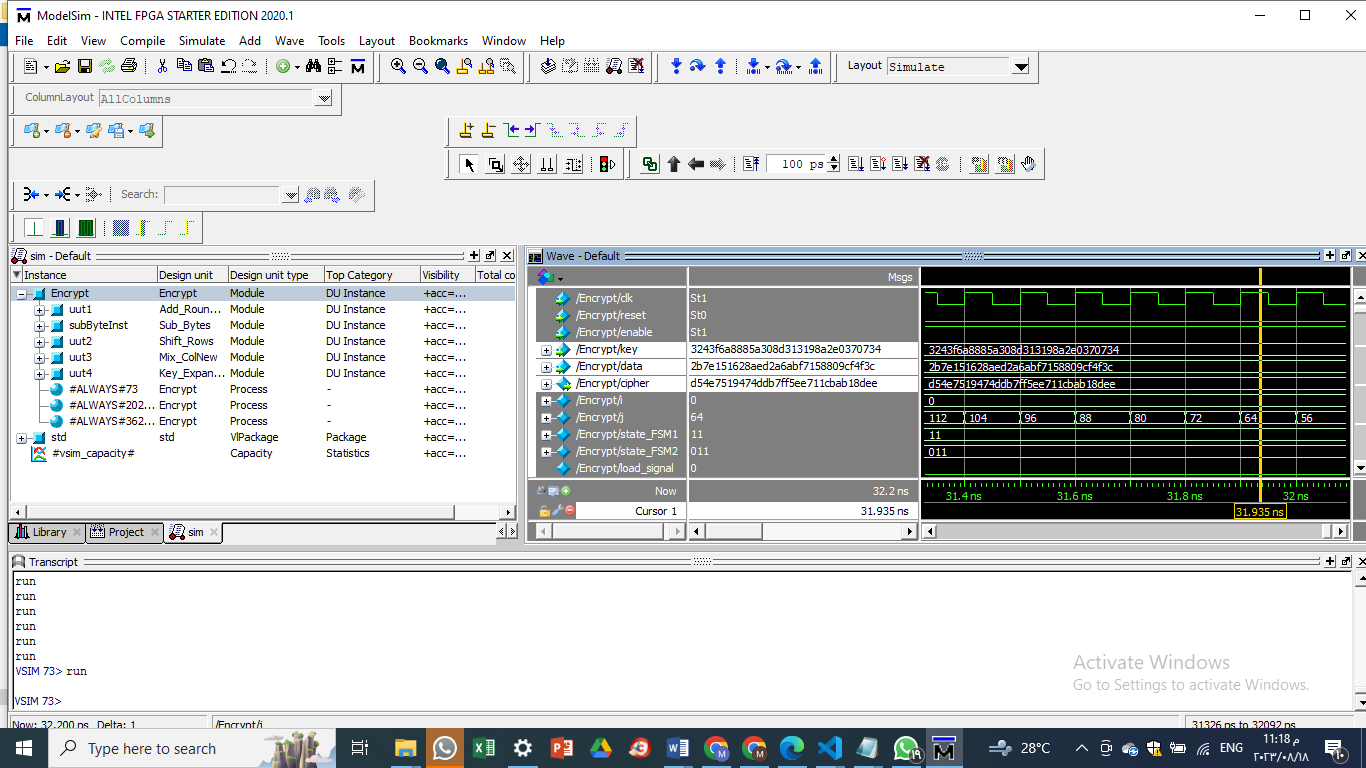 ModelSim - INTEL FPGA STARTER EDITION 2020.1
File Edit View Compile Simulate Add Wave Tools Layout Bookmarks Window Help
Layout Simulate
ColumnLayout AllColumns
100 ps
Search:
sim - Default
Instance Design unit Design unit type Top Category Visibility Total co
Encrypt Encrypt Module DU Instance +acc=...
uut1 Add_Roun... Module DU Instance +acc=...
subByteInst Sub_Bytes Module DU Instance +acc=...
uut2 Shift_Rows Module DU Instance +acc=...
uut3 Mix_ColNew Module DU Instance +acc=...
uut4 Key_Expan... Module DU Instance +acc=...
#ALWAYS#73 Encrypt Process - +acc=...
#ALWAYS#202... Encrypt Process - +acc=...
#ALWAYS#362... Encrypt Process - +acc=...
std std VlPackage Package +acc=...
#vsim_capacity# Capacity Statistics +acc=...
Library Project sim
Wave - Default
Msgs
/Encrypt/clk St1
/Encrypt/reset St0
/Encrypt/enable St1
/Encrypt/key 3243f6a8885a308d313198a2e0370734 3243f6a8885a308d313198a2e0370734
/Encrypt/data 2b7e151628aed2a6abf7158809cf4f3c 2b7e151628aed2a6abf7158809cf4f3c
/Encrypt/cipher d54e7519474ddb7ff5ee711cbab18dee d54e7519474ddb7ff5ee711cbab18dee
/Encrypt/i 0 0
/Encrypt/j 64 112 104 96 88 80 72 64 56
/Encrypt/state_FSM1 11 11
/Encrypt/state_FSM2 011 011
/Encrypt/load_signal 0
Now 32.2 ns 31.4 ns 31.6 ns 31.8 ns 32 ns
Cursor 1 31.935 ns 31.935 ns
Transcript
run
run
run
run
run
run
VSIM 73> run
VSIM 73>
Activate Windows
Go to Settings to activate Windows.
Now: 32.200 ns Delta: 1 /Encrypt/i 31326 ns to 32092 ns
Type here to search
28°C ENG
11:18 م
٢٠٢٣/٠٨/١٨